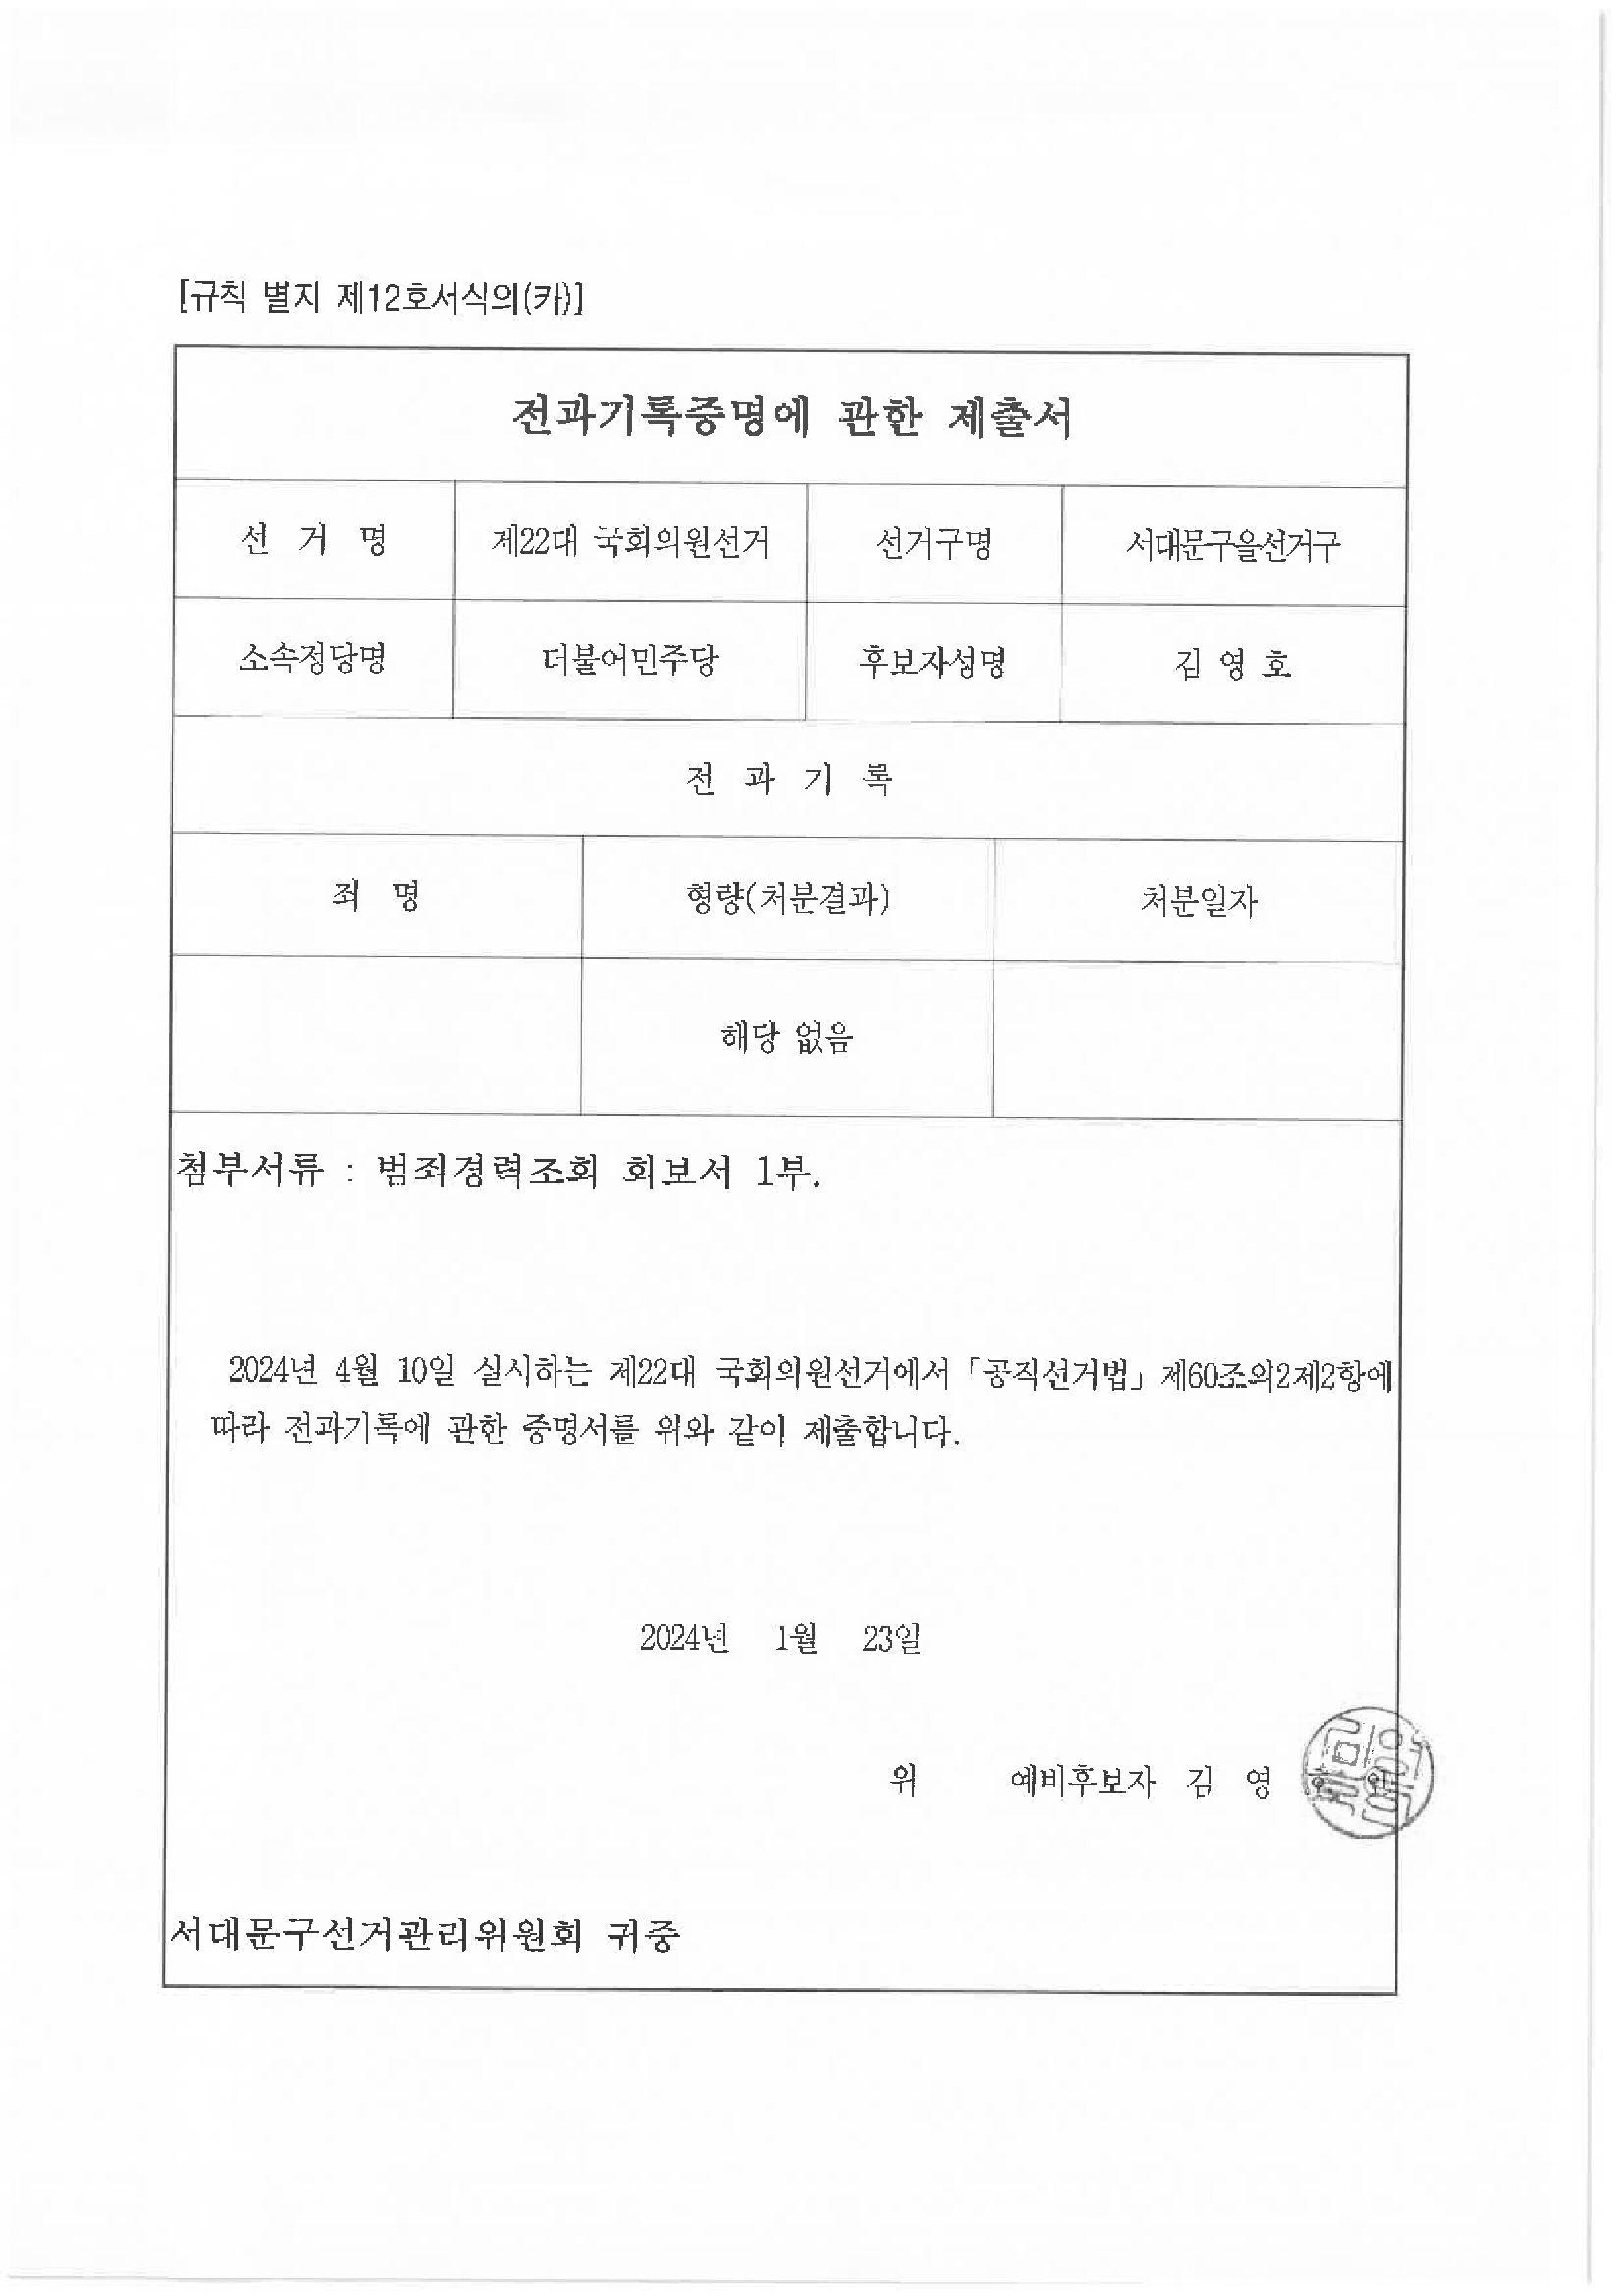 [규칙 별지 제12호서식의(카)]
전과기록증명에 관한 제출서
선 거 명 제22대 국회의원선거 선거구명 서대문구을선거구
소속정당명 더불어민주당 후보자성명 김 영 호
전 과 기 록
죄 명 형량(처분결과) 처분일자
해당 없음
첨부서류 : 범죄경력조회 회보서 1부.
2024년 4월 10일 실시하는 제22대 국회의원선거에서 「공직선거법」 제60조의2제2항에
따라 전과기록에 관한 증명서를 위와 같이 제출합니다.
2024년 1월 23일
위 예비후보자 김 영 호
서대문구선거관리위원회 귀중